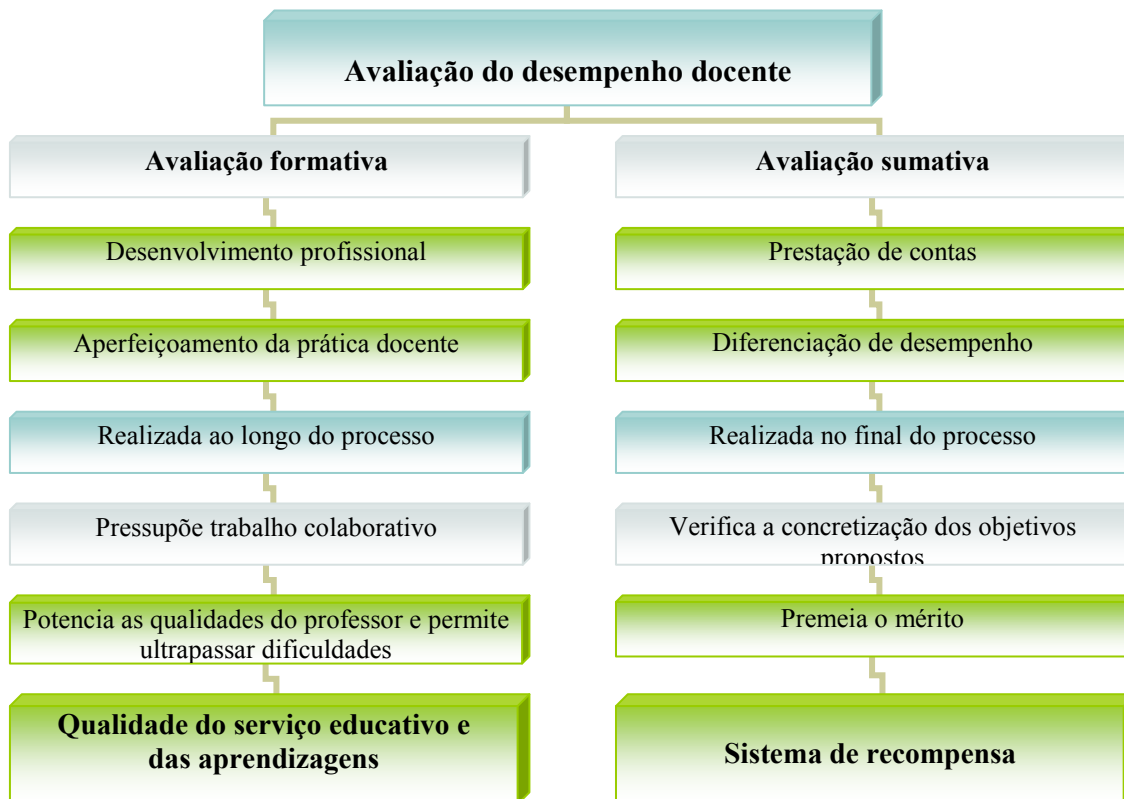 Avaliação do desempenho docente
Avaliação formativa
Desenvolvimento profissional
Aperfeiçoamento da prática docente
Realizada ao longo do processo
Pressupõe trabalho colaborativo
Potencia as qualidades do professor e permite
ultrapassar dificuldades
Qualidade do serviço educativo e
das aprendizagens
Avaliação sumativa
Prestação de contas
Diferenciação de desempenho
Realizada no final do processo
Verifica a concretização dos objetivos
propostos
Premeia o mérito
Sistema de recompensa